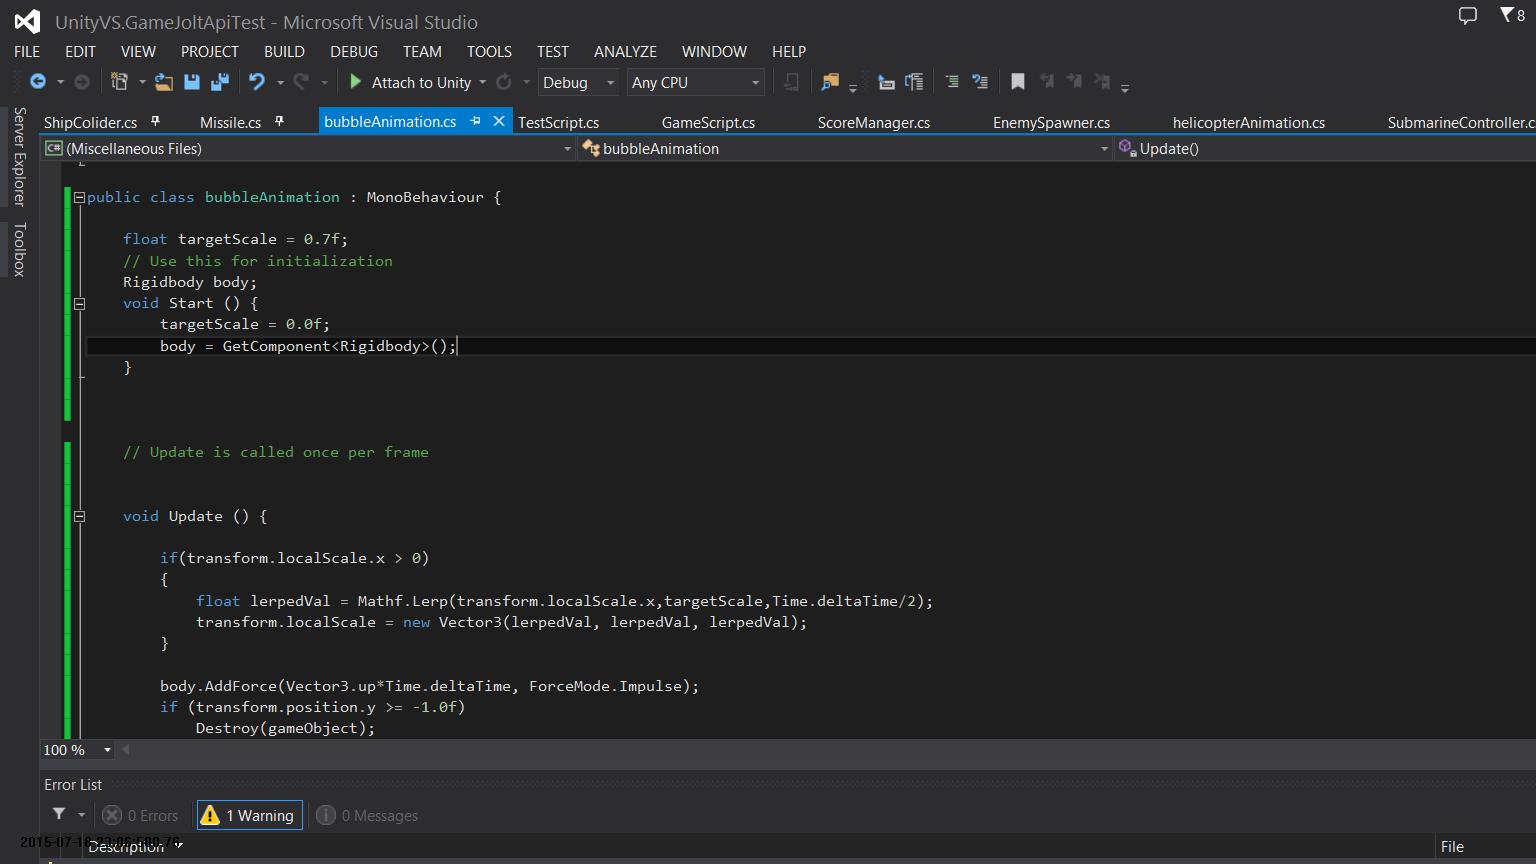 UnityVS.GameJoltApiTest - Microsoft Visual Studio
8
FILE EDIT VIEW PROJECT BUILD DEBUG TEAM TOOLS TEST ANALYZE WINDOW HELP
Attach to Unity Debug Any CPU
Server Explorer
Toolbox
ShipColider.cs Missile.cs bubbleAnimation.cs TestScript.cs GameScript.cs ScoreManager.cs EnemySpawner.cs helicopterAnimation.cs SubmarineController.cs
C# (Miscellaneous Files) bubbleAnimation Update()
public class bubbleAnimation : MonoBehaviour {
float targetScale = 0.7f;
// Use this for initialization
Rigidbody body;
void Start () {
targetScale = 0.0f;
body = GetComponent<Rigidbody>();
}
// Update is called once per frame
void Update () {
if(transform.localScale.x > 0)
{
float lerpedVal = Mathf.Lerp(transform.localScale.x,targetScale,Time.deltaTime/2);
transform.localScale = new Vector3(lerpedVal, lerpedVal, lerpedVal);
}
body.AddForce(Vector3.up*Time.deltaTime, ForceMode.Impulse);
if (transform.position.y >= -1.0f)
Destroy(gameObject);
100 %
Error List
0 Errors 1 Warning 0 Messages
Description File